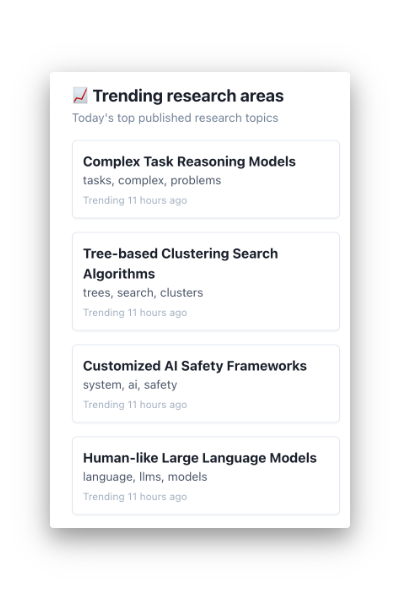 📈 Trending research areas
Today's top published research topics
Complex Task Reasoning Models
tasks, complex, problems
Trending 11 hours ago
Tree-based Clustering Search
Algorithms
trees, search, clusters
Trending 11 hours ago
Customized AI Safety Frameworks
system, ai, safety
Trending 11 hours ago
Human-like Large Language Models
language, llms, models
Trending 11 hours ago